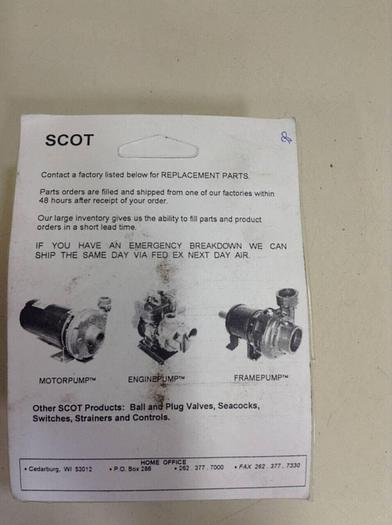 SCOT
Contact a factory listed below for REPLACEMENT PARTS.
Parts orders are filled and shipped from one of our factories within
48 hours after receipt of your order.
Our large inventory gives us the ability to fill parts and product
orders in a short lead time.
IF YOU HAVE AN EMERGENCY BREAKDOWN WE CAN
SHIP THE SAME DAY VIA FED EX NEXT DAY AIR.
MOTORPUMP™ ENGINEPUMP™ FRAMEPUMP™
Other SCOT Products: Ball and Plug Valves, Seacocks,
Switches, Strainers and Controls.
HOME OFFICE
• Cedarburg, WI 53012 • P.O. Box 286 • 262 . 377 . 7000 • FAX 262 . 377 . 7330